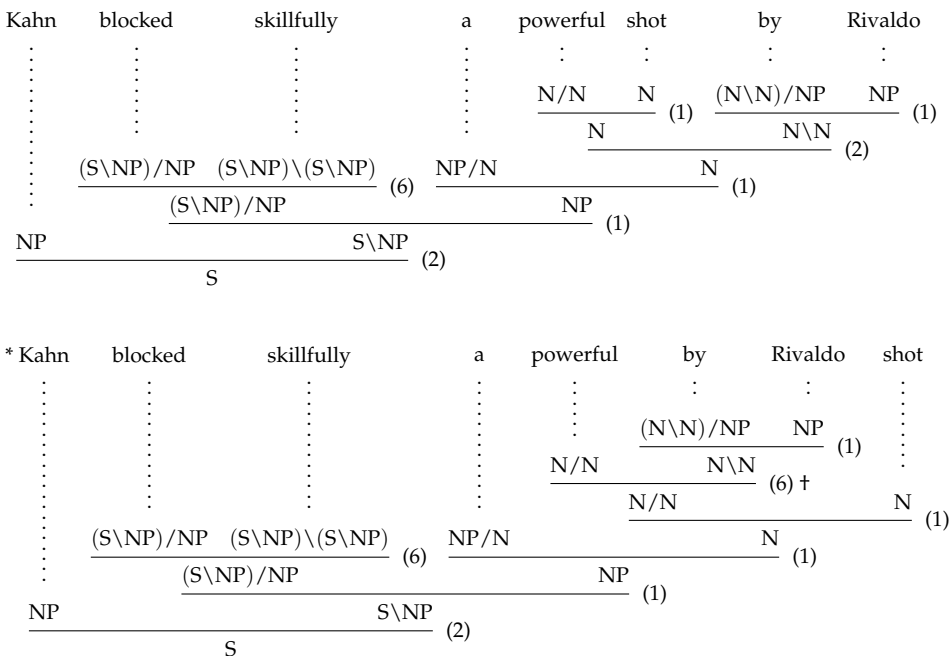 Kahn blocked skillfully a powerful shot by Rivaldo
N/N N (N\N)/NP NP
(1) (1)
N N\N
(2)
(S\NP)/NP (S\NP)\(S\NP) NP/N N
(6) (1)
(S\NP)/NP NP
(1)
NP S\NP
(2)
S
* Kahn blocked skillfully a powerful by Rivaldo shot
(N\N)/NP NP
(1)
N/N N\N
(6) †
N/N N
(1)
(S\NP)/NP (S\NP)\(S\NP) NP/N N
(6) (1)
(S\NP)/NP NP
(1)
NP S\NP
(2)
S